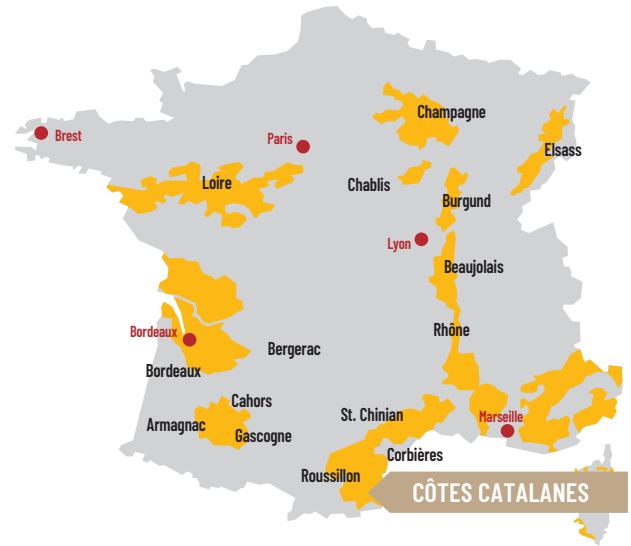 Champagne
Brest
Paris
Elsass
Loire
Chablis
Burgund
Lyon
Beaujolais
Rhône
Bordeaux
Bergerac
Bordeaux
Cahors
St. Chinian
Marseille
Armagnac
Gascogne
Corbières
Roussillon
CÔTES CATALANES